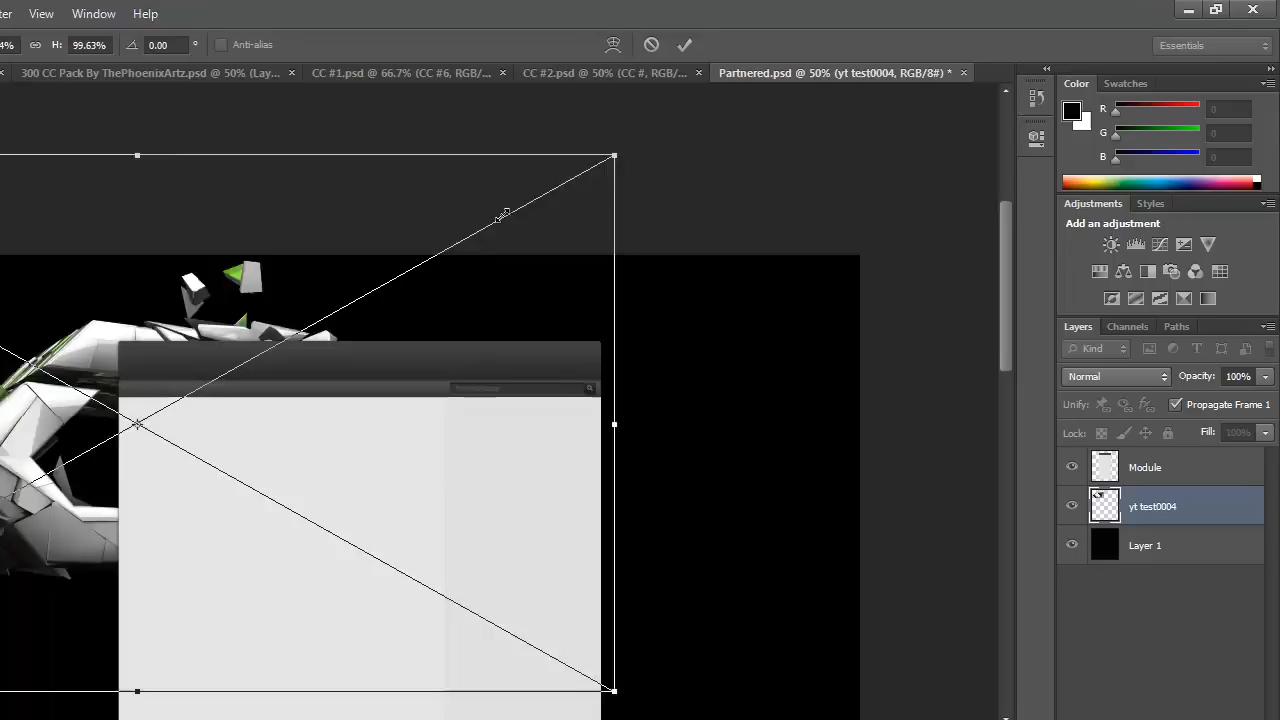 ter View Window Help
4% H: 99.63% 0.00 ° Anti-alias Essentials
300 CC Pack By ThePhoenixArtz.psd @ 50% (Lay... × CC #1.psd @ 66.7% (CC #6, RGB/... × CC #2.psd @ 50% (CC #, RGB/... × Partnered.psd @ 50% (yt test0004, RGB/8#) * ×
Color Swatches
R 0
G 0
B 0
Adjustments Styles
Add an adjustment
Layers Channels Paths
Kind
Normal Opacity: 100%
Unify: Propagate Frame 1
Lock: Fill: 100%
Module
yt test0004
Layer 1